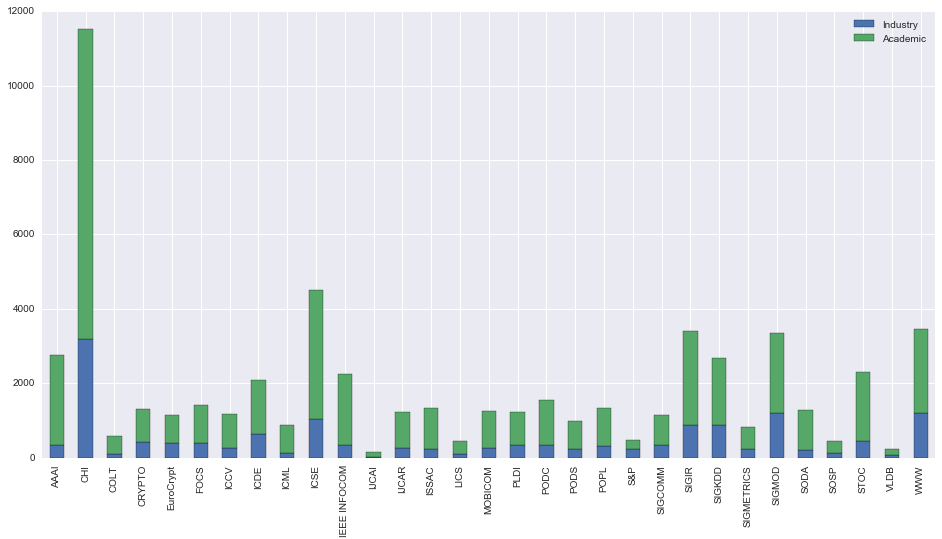 12000
10000
8000
6000
4000
2000
0
Industry
Academic
AAAI
CHI
COLT
CRYPTO
EuroCrypt
FOCS
ICCV
ICDE
ICML
ICSE
IEEE INFOCOM
IJCAI
IJCAR
ISSAC
LICS
MOBICOM
PLDI
PODC
PODS
POPL
S&P
SIGCOMM
SIGIR
SIGKDD
SIGMETRICS
SIGMOD
SODA
SOSP
STOC
VLDB
WWW